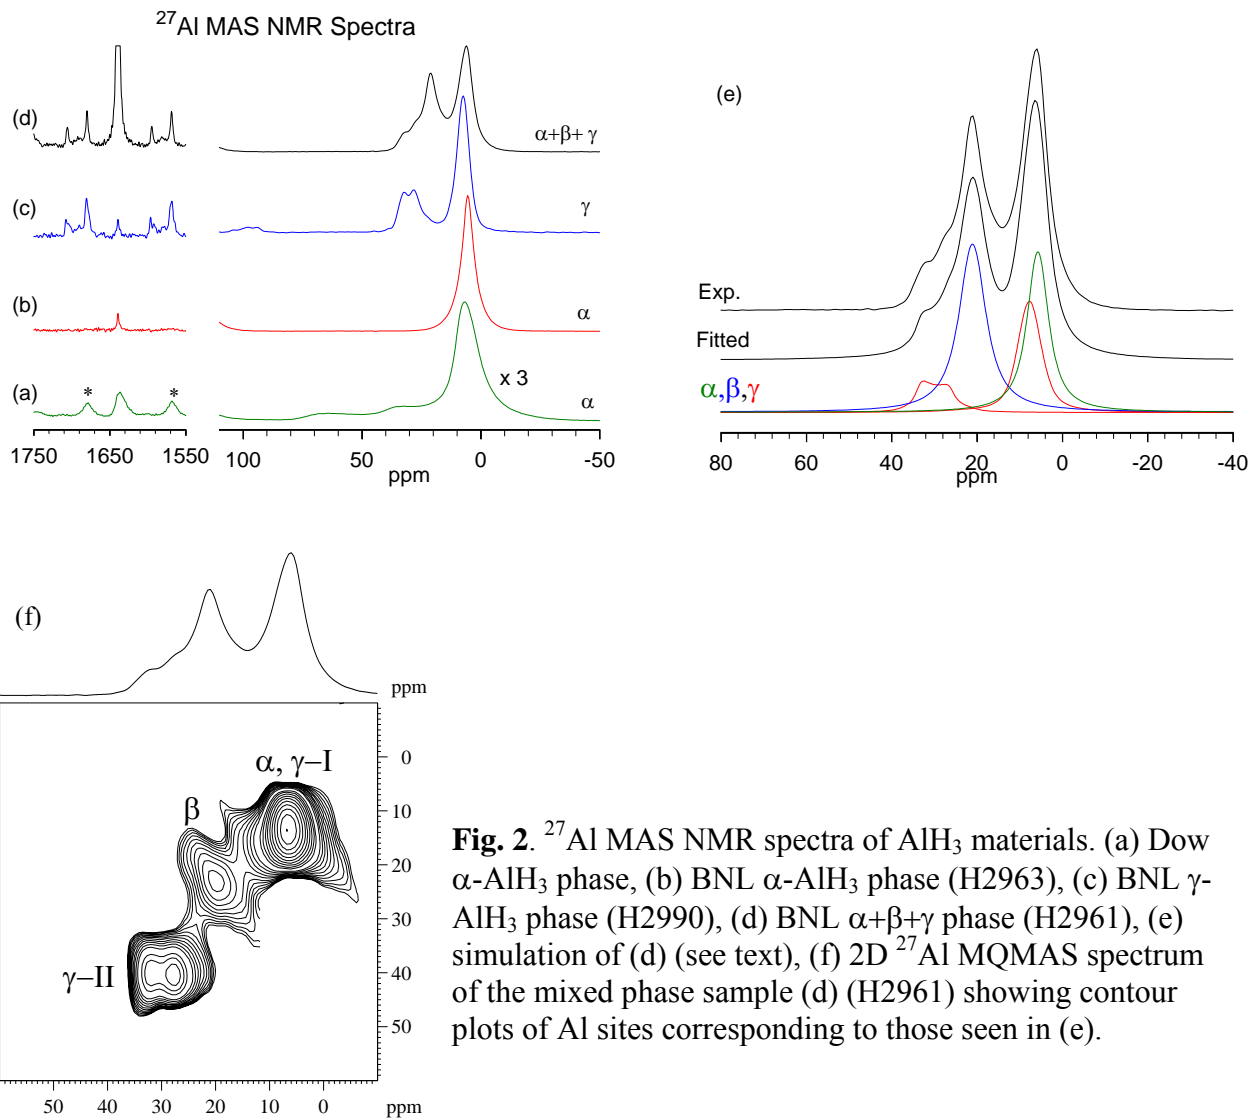 ²⁷Al MAS NMR Spectra
(d)
α+β+ γ
(c)
γ
(b)
α
(a)
* *
x 3
α
1750 1650 1550 100 50 0 -50
ppm
(e)
Exp.
Fitted
α,β,γ
80 60 40 20 0 -20 -40
ppm
(f)
ppm
α, γ–I
β
γ–II
0
10
20
30
40
50
50 40 30 20 10 0 ppm
Fig. 2. ²⁷Al MAS NMR spectra of AlH₃ materials. (a) Dow
α-AlH₃ phase, (b) BNL α-AlH₃ phase (H2963), (c) BNL γ-
AlH₃ phase (H2990), (d) BNL α+β+γ phase (H2961), (e)
simulation of (d) (see text), (f) 2D ²⁷Al MQMAS spectrum
of the mixed phase sample (d) (H2961) showing contour
plots of Al sites corresponding to those seen in (e).